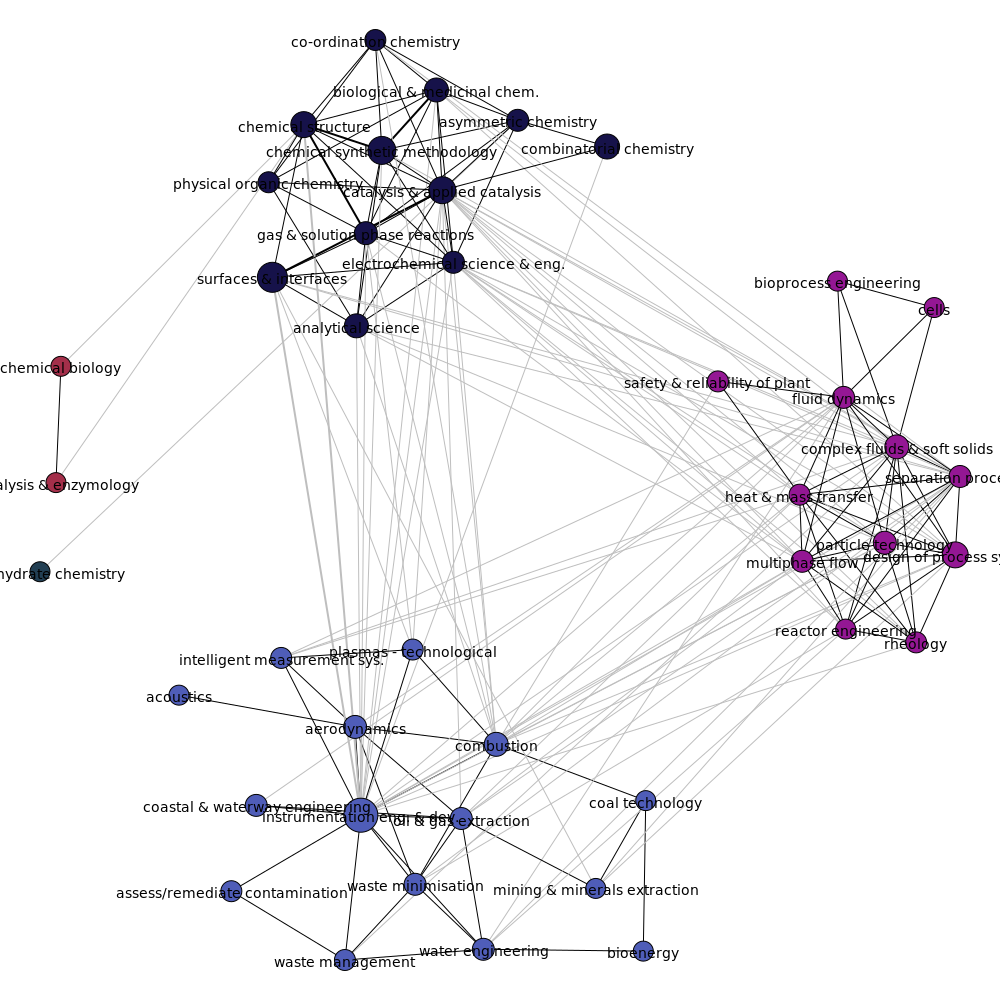 co-ordination chemistry
biological & medicinal chem.
asymmetric chemistry
chemical structure
combinatorial chemistry
chemical synthetic methodology
physical organic chemistry
catalysis & applied catalysis
gas & solution phase reactions
electrochemical science & eng.
surfaces & interfaces
analytical science
bioprocess engineering
cells
chemical biology
safety & reliability of plant
fluid dynamics
complex fluids & soft solids
separation proce
alysis & enzymology
heat & mass transfer
particle technology
design of process sy
multiphase flow
hydrate chemistry
reactor engineering
rheology
plasmas - technological
intelligent measurement sys.
acoustics
aerodynamics
combustion
coal technology
coastal & waterway engineering
instrumentation eng. & dev.
oil & gas extraction
waste minimisation
mining & minerals extraction
assess/remediate contamination
water engineering
bioenergy
waste management